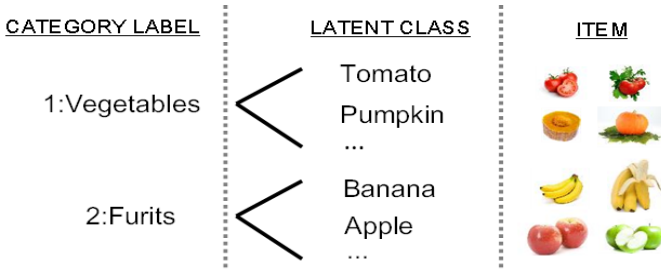 CATEGORY LABEL
LATENT CLASS
ITEM
1:Vegetables
Tomato
Pumpkin
...
2:Furits
Banana
Apple
...